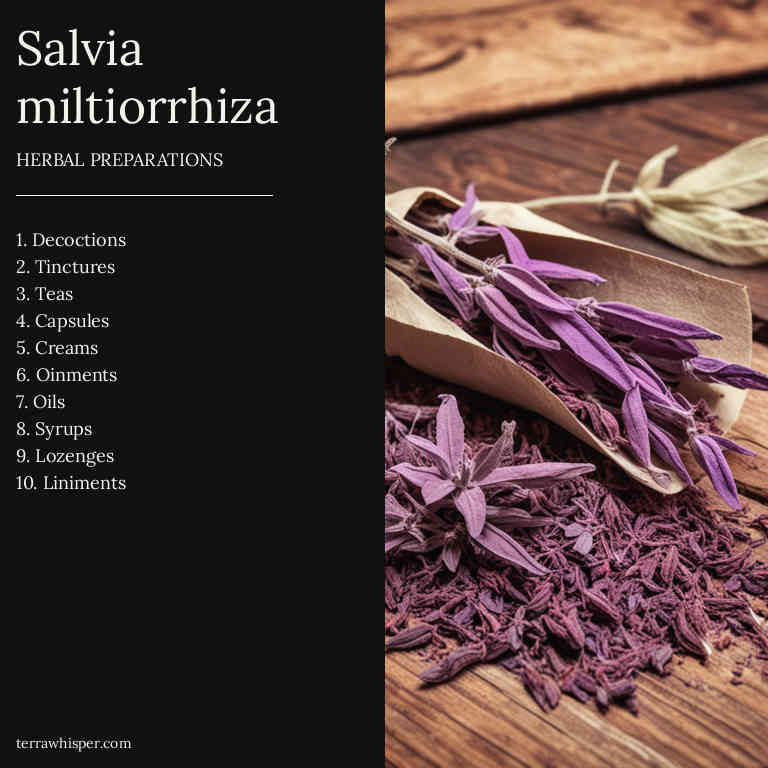 Salvia
miltiorrhiza
HERBAL PREPARATIONS
1. Decoctions
2. Tinctures
3. Teas
4. Capsules
5. Creams
6. Oinments
7. Oils
8. Syrups
9. Lozenges
10. Liniments
terrawhisper.com